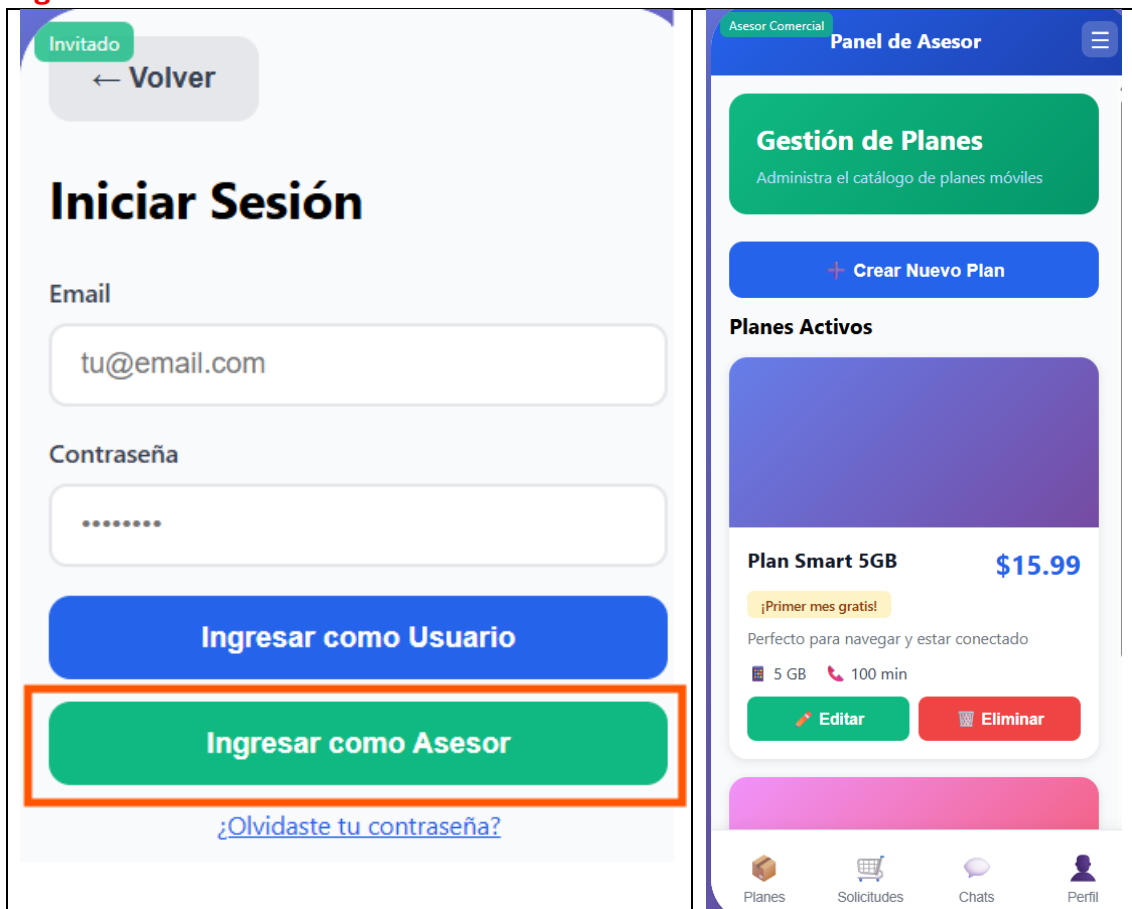 Invitado
← Volver
Iniciar Sesión
Email
tu@email.com
Contraseña
••••••••
Ingresar como Usuario
Ingresar como Asesor
¿Olvidaste tu contraseña?
Asesor Comercial
Panel de Asesor
Gestión de Planes
Administra el catálogo de planes móviles
Crear Nuevo Plan
Planes Activos
Plan Smart 5GB
$15.99
¡Primer mes gratis!
Perfecto para navegar y estar conectado
5 GB 100 min
Editar
Eliminar
Planes
Solicitudes
Chats
Perfil